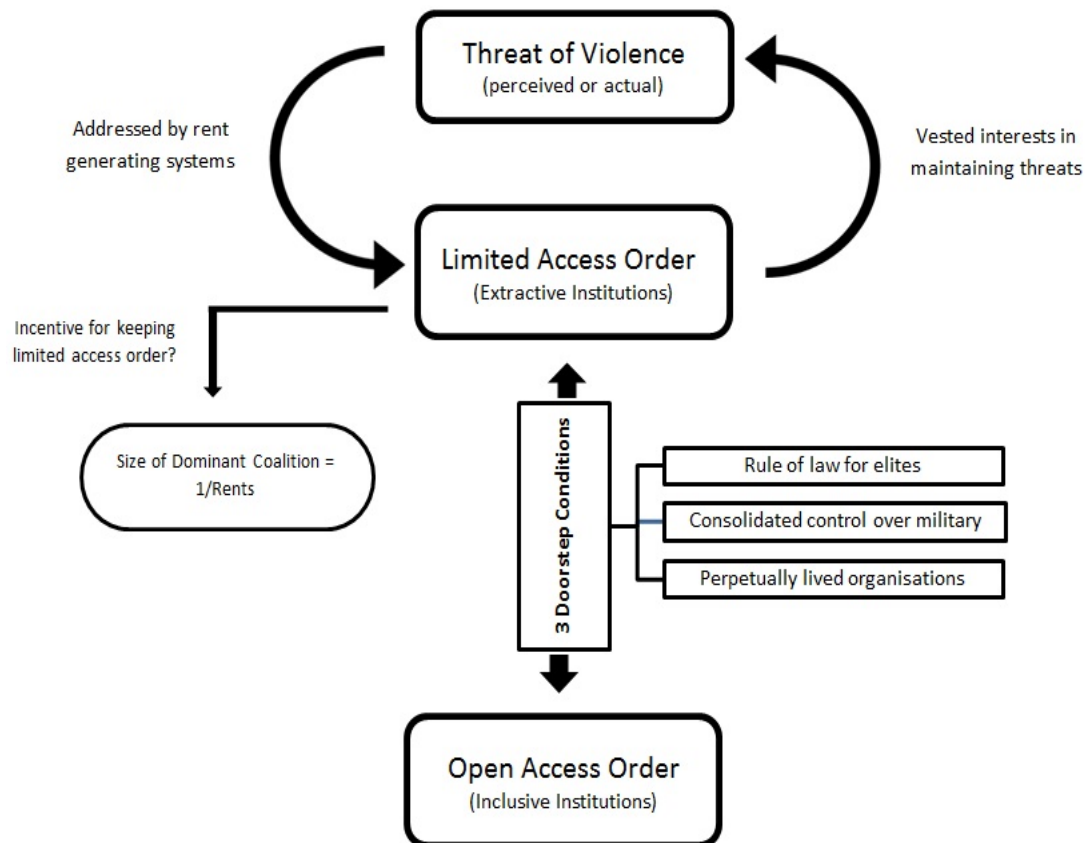 Threat of Violence
(perceived or actual)
Addressed by rent
generating systems
Vested interests in
maintaining threats
Limited Access Order
(Extractive Institutions)
Incentive for keeping
limited access order?
Size of Dominant Coalition =
1/Rents
3 Doorstep Conditions
Rule of law for elites
Consolidated control over military
Perpetually lived organisations
Open Access Order
(Inclusive Institutions)